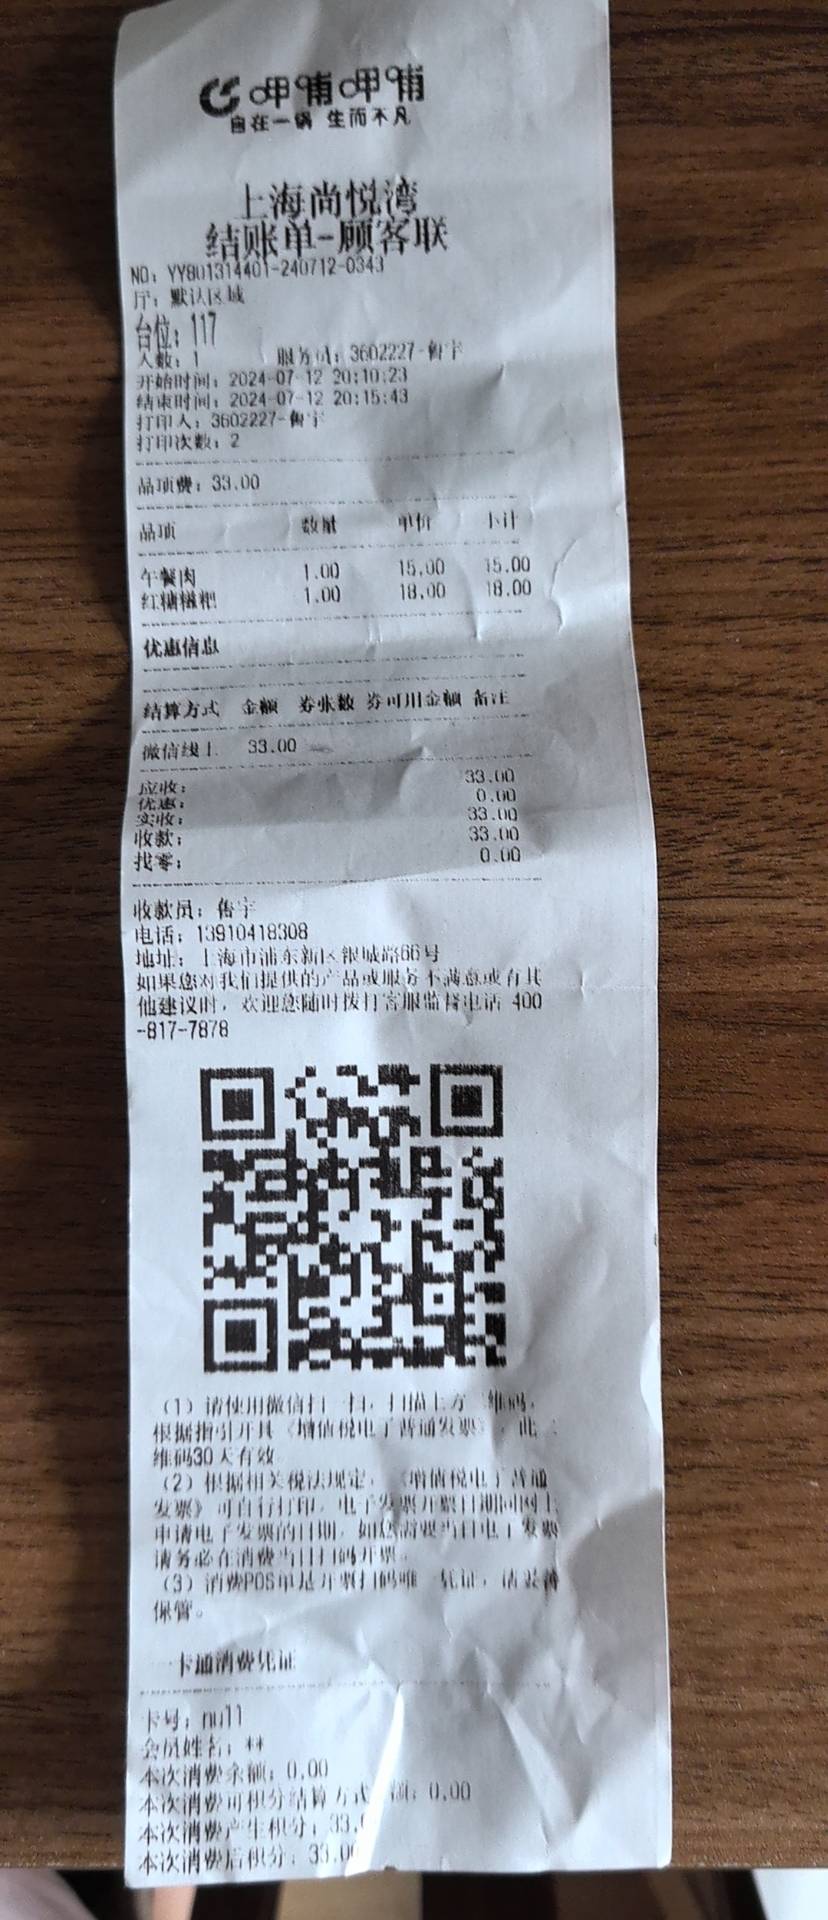 呷哺呷哺
自在一锅 生而不凡
上海尚悦湾
结账单-顾客联
NO: YY801314401-240712-0343
厅: 默认区域
台位: 117
人数: 1 服务员: 3602227-鲁宇
开始时间: 2024-07-12 20:10:23
结束时间: 2024-07-12 20:15:43
打印人: 3602227-鲁宇
打印次数: 2
品项费: 33.00
品项 数量 单价 小计
午餐肉 1.00 15.00 15.00
红糖糍粑 1.00 18.00 18.00
优惠信息
结算方式 金额 券张数 券可用金额 备注
微信线上 33.00
应收: 33.00
优惠: 0.00
实收: 33.00
收款: 33.00
找零: 0.00
收款员: 鲁宇
电话: 13910418308
地址: 上海市浦东新区银城路66号
如果您对我们提供的产品或服务不满意或有其
他建议时, 欢迎您随时拨打客服监督电话 400
-817-7878
(1) 请使用微信扫一扫, 扫描上方二维码,
根据指引开具《增值税电子普通发票》, 此二
维码30天有效
(2) 根据相关税法规定, 《增值税电子普通
发票》可自行打印, 电子发票开票日期同网上
申请电子发票的日期, 如您需要当日电子发票
请务必在消费当日扫码开票。
(3) 消费POS单是开票扫码唯一凭证, 请妥善
保管。
一卡通消费凭证
卡号: null
会员姓名: **
本次消费余额: 0.00
本次消费可积分结算方式 额: 0.00
本次消费产生积分: 33.
本次消费后积分: 33.00